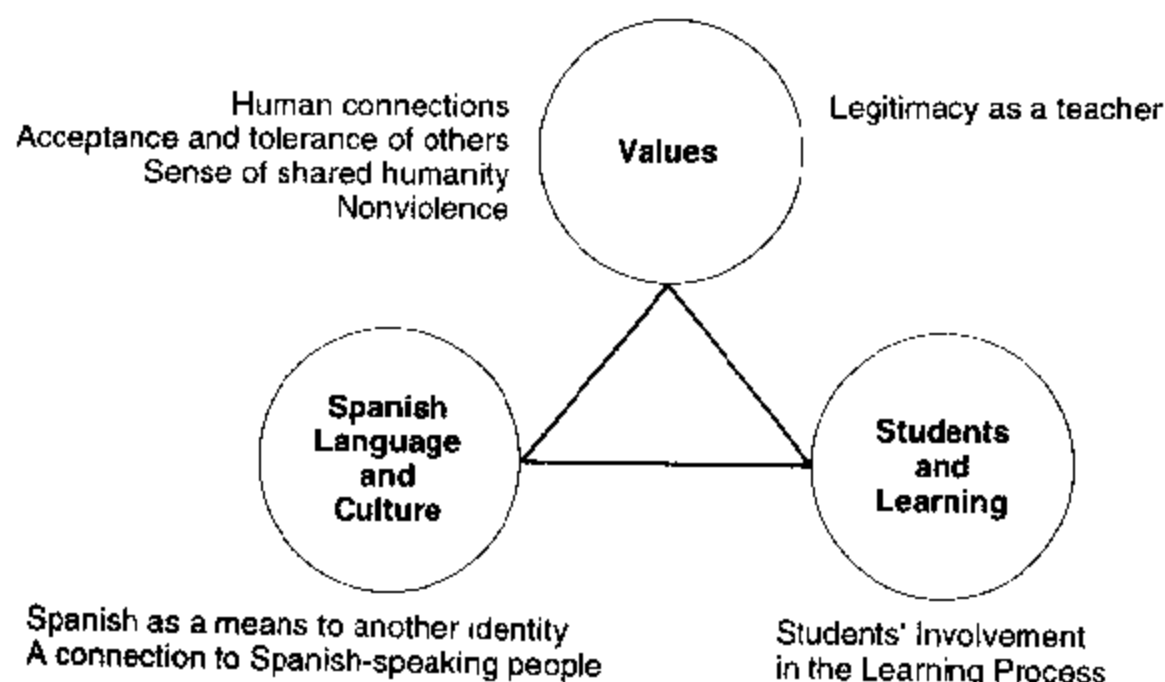 Human connections
Acceptance and tolerance of others
Sense of shared humanity
Nonviolence
Values
Legitimacy as a teacher
Spanish
Language
and
Culture
Students
and
Learning
Spanish as a means to another identity
A connection to Spanish-speaking people
Students' Involvement
in the Learning Process